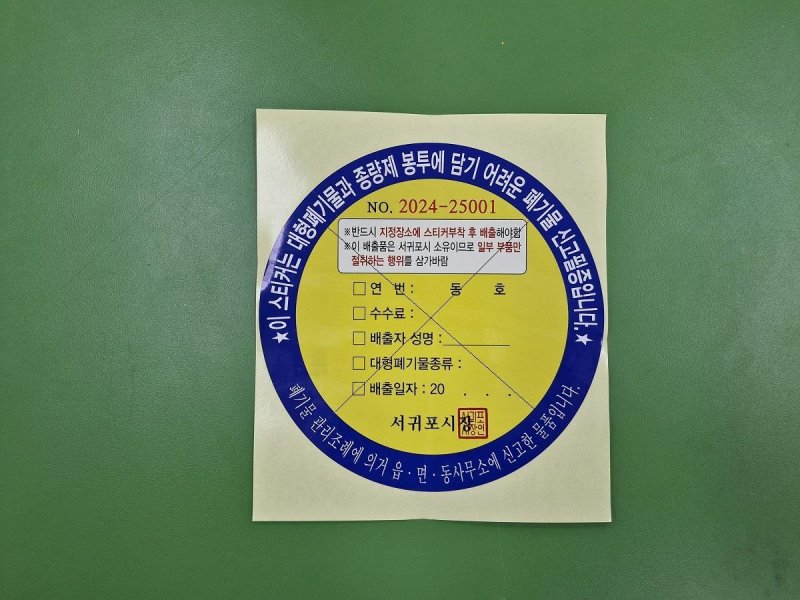 ★이 스티커는 대형폐기물과 종량제 봉투에 담기 어려운 폐기물 신고필증입니다.★
NO. 2024-25001
※반드시 지정장소에 스티커부착 후 배출해야함
※이 배출품은 서귀포시 소유이므로 일부 부품만
절취하는 행위를 삼가바람
□ 연 번 : 동 호
□ 수수료 :
□ 배출자 성명 :
□ 대형폐기물종류 :
□ 배출일자 : 20 . . .
서귀포시장
폐기물 관리조례에 의거 읍·면·동사무소에 신고한 물품입니다.